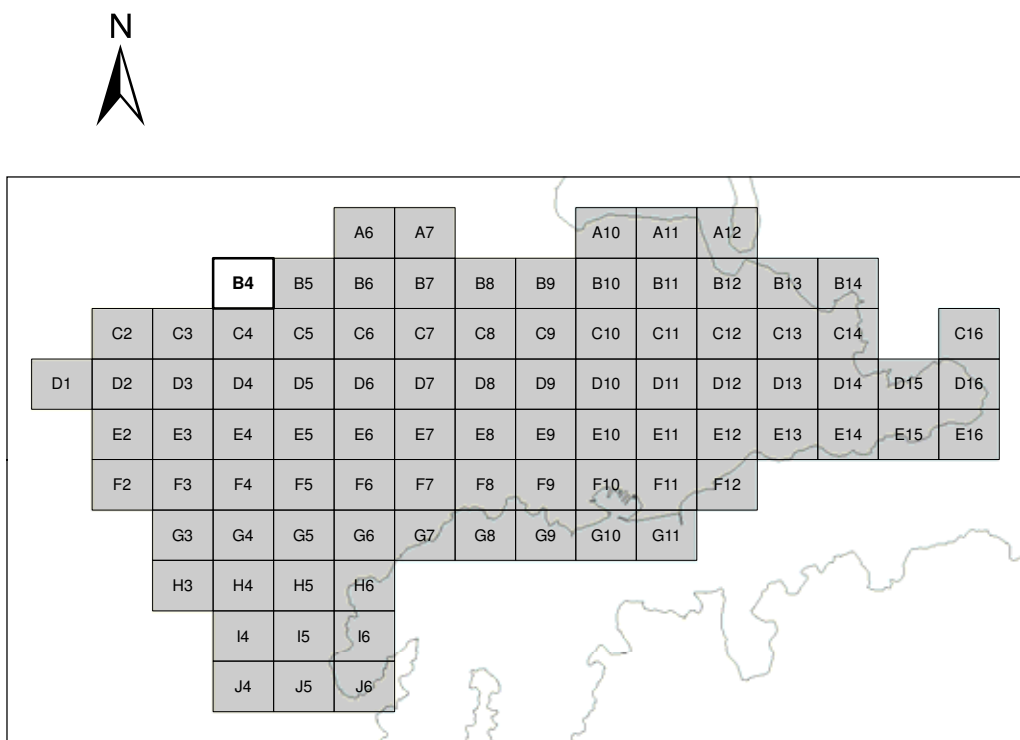 N
A6 A7 A10 A11 A12
B4 B5 B6 B7 B8 B9 B10 B11 B12 B13 B14
C2 C3 C4 C5 C6 C7 C8 C9 C10 C11 C12 C13 C14 C16
D1 D2 D3 D4 D5 D6 D7 D8 D9 D10 D11 D12 D13 D14 D15 D16
E2 E3 E4 E5 E6 E7 E8 E9 E10 E11 E12 E13 E14 E15 E16
F2 F3 F4 F5 F6 F7 F8 F9 F10 F11 F12
G3 G4 G5 G6 G7 G8 G9 G10 G11
H3 H4 H5 H6
I4 I5 I6
J4 J5 J6